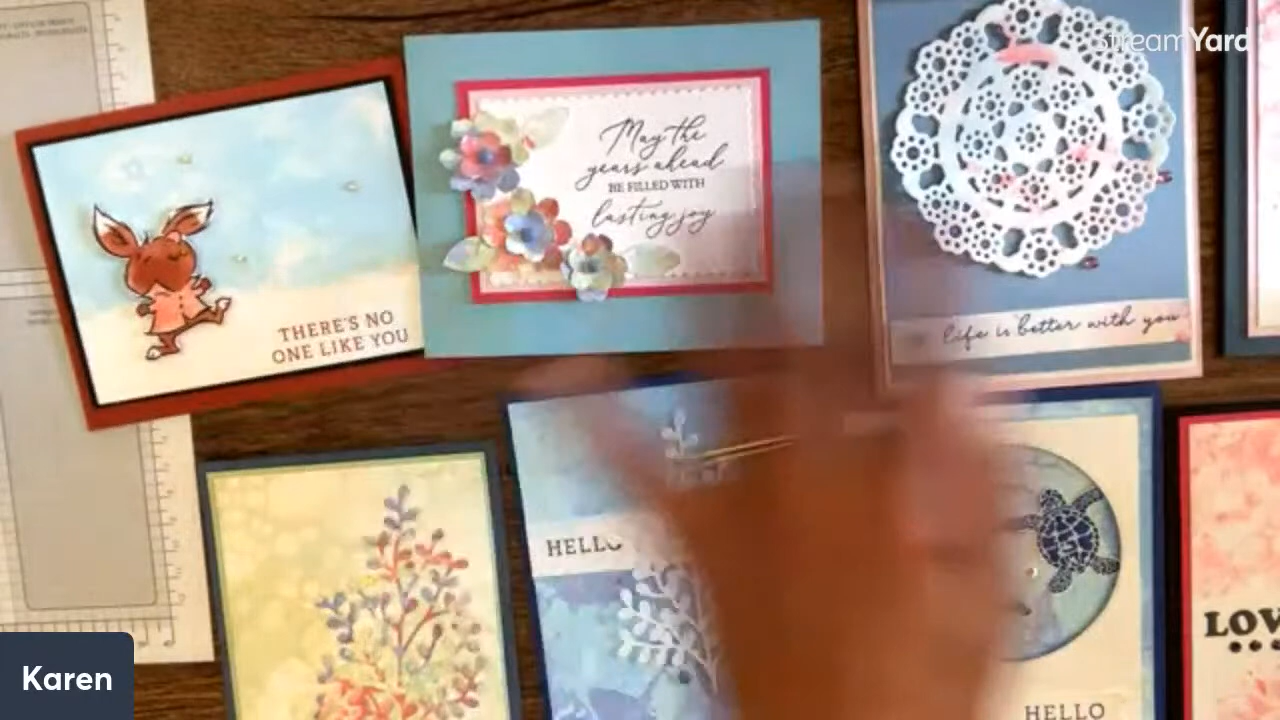 StreamYard
May the
years ahead
BE FILLED WITH
lasting joy
THERE'S NO
ONE LIKE YOU
life is better with you
HELLO
LOV
HELLO
Karen